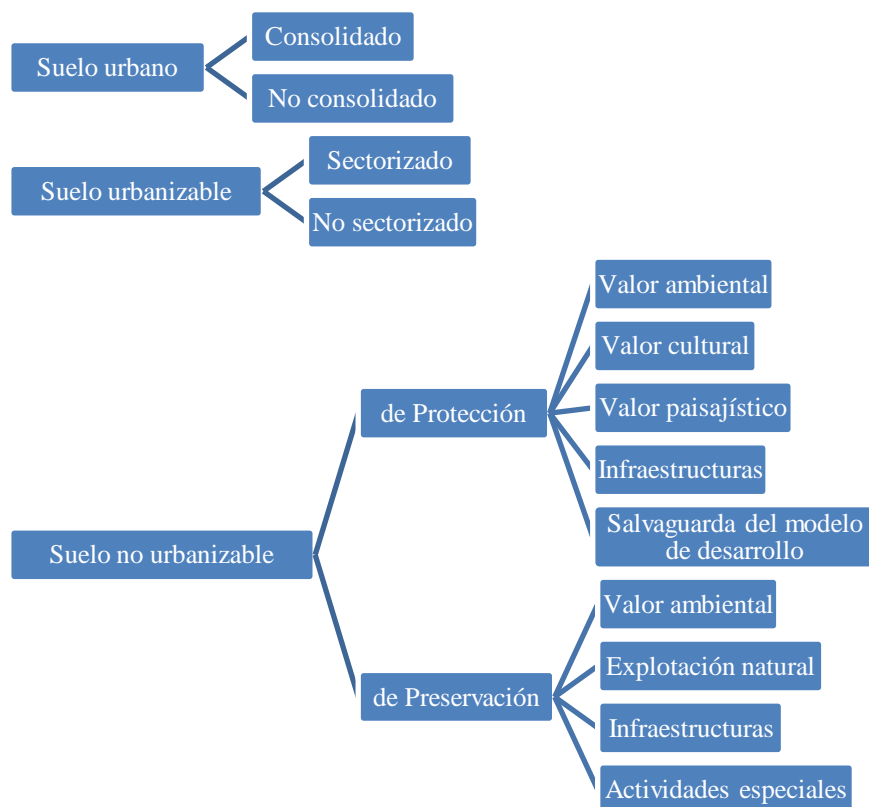 Suelo urbano
Consolidado
No consolidado
Suelo urbanizable
Sectorizado
No sectorizado
Suelo no urbanizable
de Protección
Valor ambiental
Valor cultural
Valor paisajístico
Infraestructuras
Salvaguarda del modelo
de desarrollo
de Preservación
Valor ambiental
Explotación natural
Infraestructuras
Actividades especiales